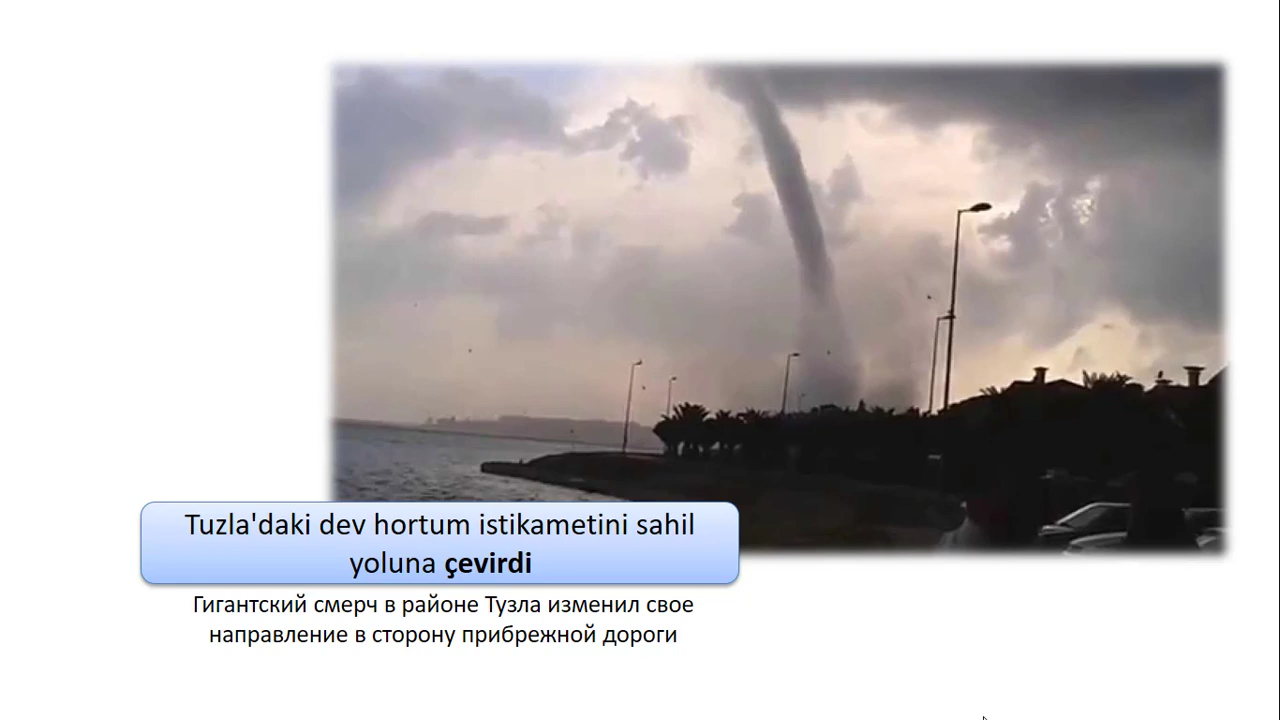 Tuzla'daki dev hortum istikametini sahil
yoluna çevirdi
Гигантский смерч в районе Тузла изменил свое
направление в сторону прибрежной дороги